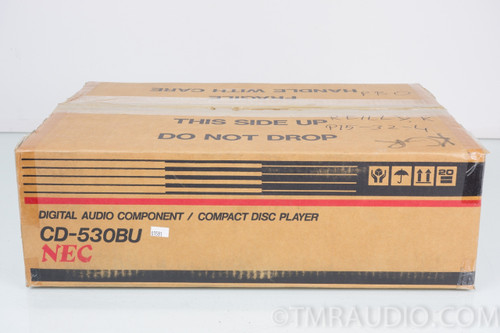 FRAGILE
HANDLE WITH CARE
THIS SIDE UP
DO NOT DROP
20
DIGITAL AUDIO COMPONENT / COMPACT DISC PLAYER
CD-530BU
NEC
© TMRAUDIO.COM